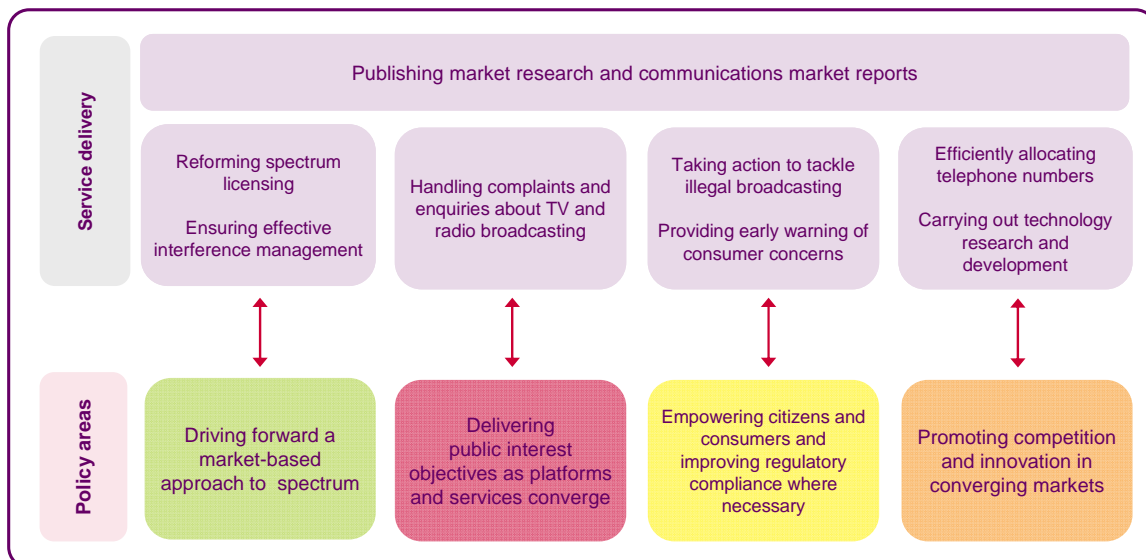 Service delivery
Publishing market research and communications market reports
Reforming spectrum
licensing
Ensuring effective
interference management
Handling complaints and
enquiries about TV and
radio broadcasting
Taking action to tackle
illegal broadcasting
Providing early warning of
consumer concerns
Efficiently allocating
telephone numbers
Carrying out technology
research and
development
Policy areas
Driving forward a
market-based
approach to spectrum
Delivering
public interest
objectives as platforms
and services converge
Empowering citizens and
consumers and
improving regulatory
compliance where
necessary
Promoting competition
and innovation in
converging markets